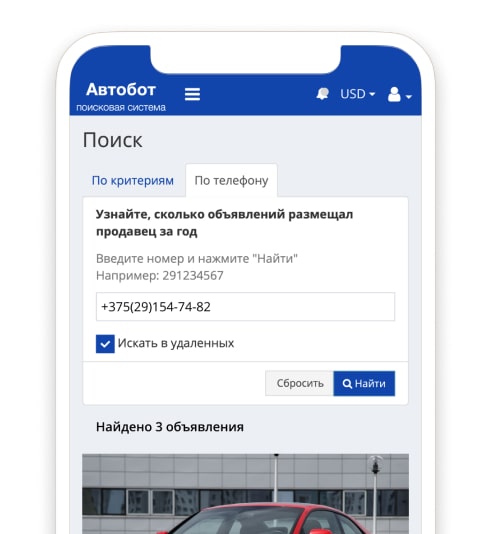 Автобот
поисковая система
USD
Поиск
По критериям
По телефону
Узнайте, сколько объявлений размещал
продавец за год
Введите номер и нажмите "Найти"
Например: 291234567
+375(29)154-74-82
Искать в удаленных
Сбросить
Найти
Найдено 3 объявления